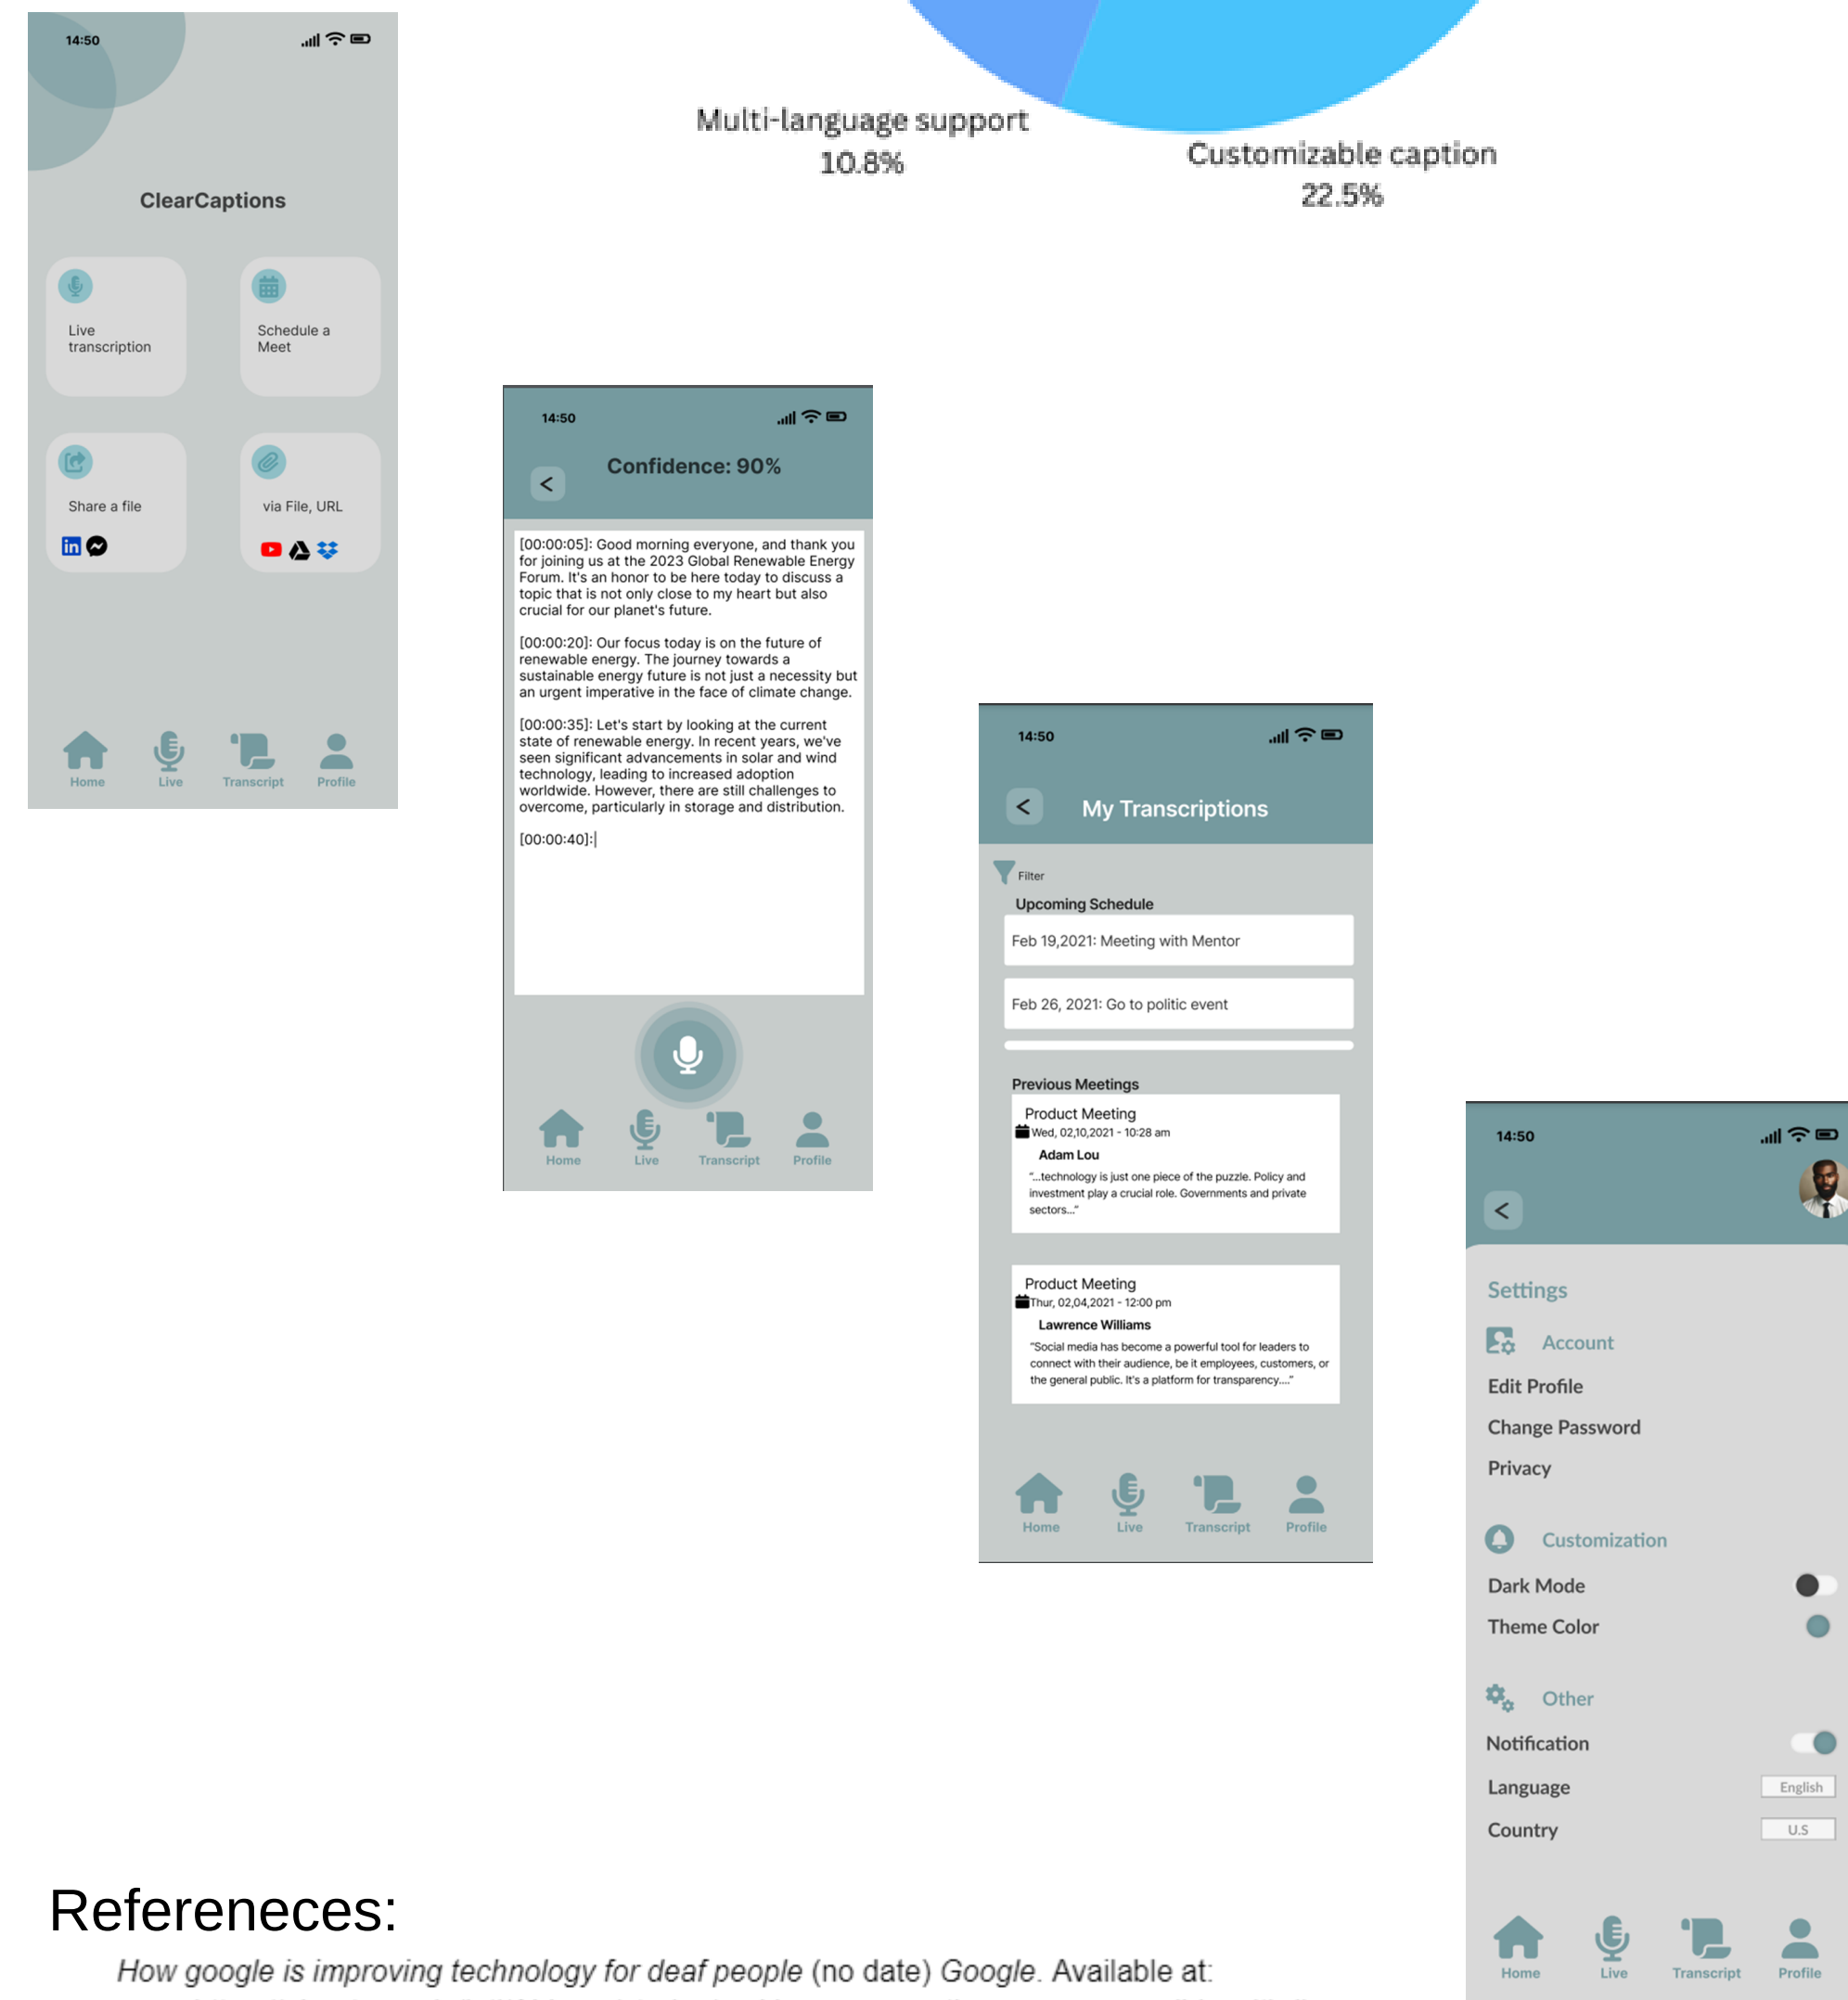 14:50
ClearCaptions
Live
transcription
Schedule a
Meet
Share a file
in
via File, URL
Home
Live
Transcript
Profile
Multi-language support
10.8%
Customizable caption
22.5%
14:50
<
Confidence: 90%
[00:00:05]: Good morning everyone, and thank you
for joining us at the 2023 Global Renewable Energy
Forum. It's an honor to be here today to discuss a
topic that is not only close to my heart but also
crucial for our planet's future.
[00:00:20]: Our focus today is on the future of
renewable energy. The journey towards a
sustainable energy future is not just a necessity but
an urgent imperative in the face of climate change.
[00:00:35]: Let's start by looking at the current
state of renewable energy. In recent years, we've
seen significant advancements in solar and wind
technology, leading to increased adoption
worldwide. However, there are still challenges to
overcome, particularly in storage and distribution.
[00:00:40]:|
Home
Live
Transcript
Profile
14:50
<
My Transcriptions
Filter
Upcoming Schedule
Feb 19,2021: Meeting with Mentor
Feb 26, 2021: Go to politic event
Previous Meetings
Product Meeting
Wed, 02,10,2021 - 10:28 am
Adam Lou
"...technology is just one piece of the puzzle. Policy and
investment play a crucial role. Governments and private
sectors..."
Product Meeting
Thur, 02,04,2021 - 12:00 pm
Lawrence Williams
"Social media has become a powerful tool for leaders to
connect with their audience, be it employees, customers, or
the general public. It's a platform for transparency...."
Home
Live
Transcript
Profile
14:50
<
Settings
Account
Edit Profile
Change Password
Privacy
Customization
Dark Mode
Theme Color
Other
Notification
Language
English
Country
U.S
Home
Live
Transcript
Profile
Refereneces:
How google is improving technology for deaf people (no date) Google. Available at: